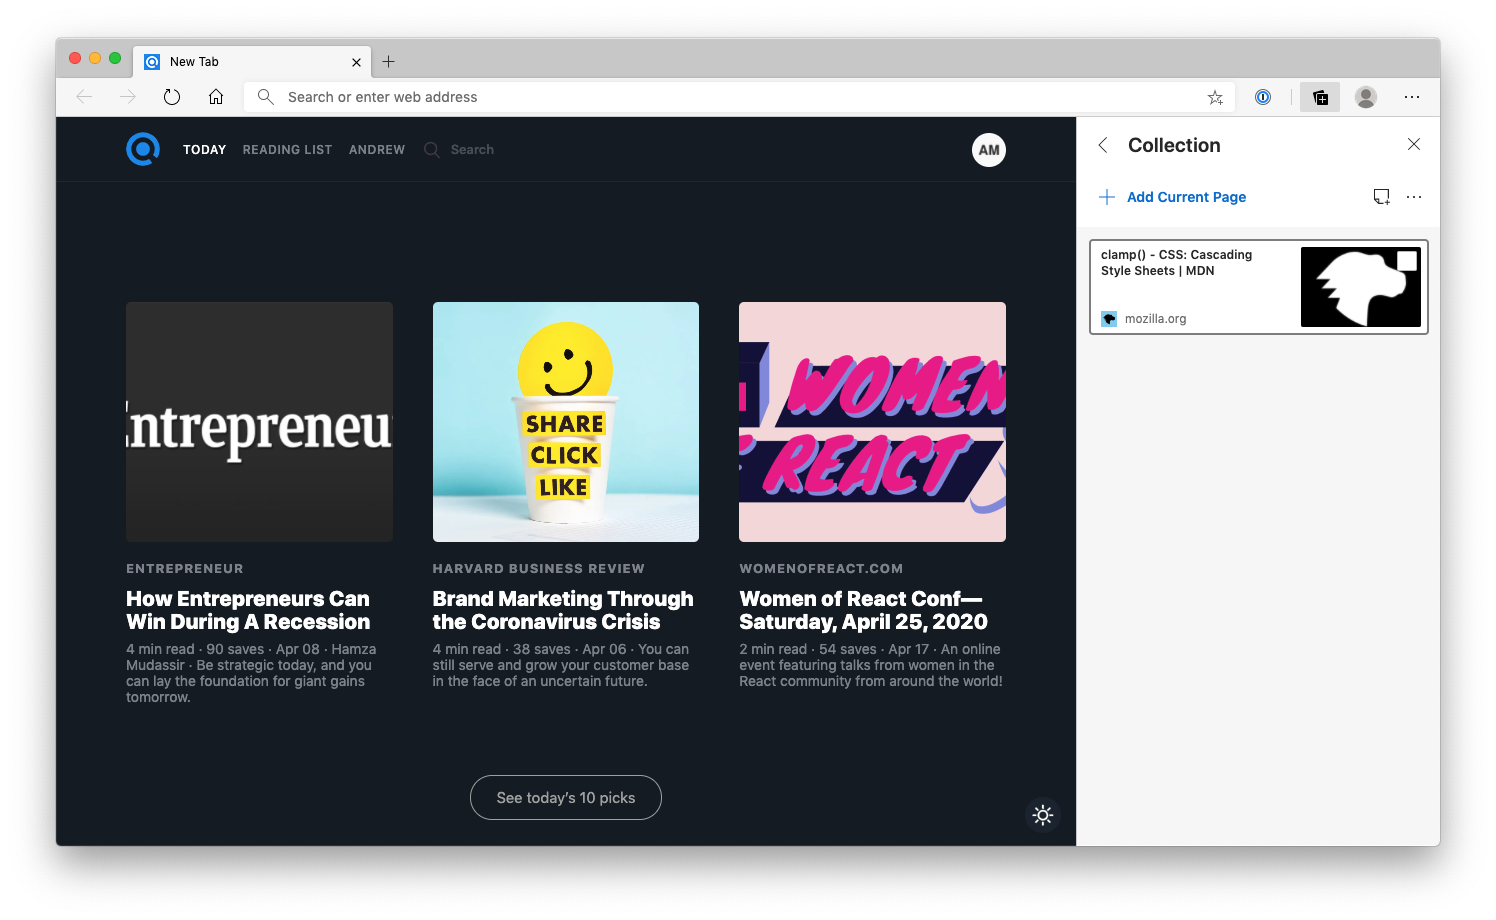 New Tab
Search or enter web address
TODAY READING LIST ANDREW Search
AM
Entrepreneur
SHARE
CLICK
LIKE
WOMEN
REACT
ENTREPRENEUR
How Entrepreneurs Can
Win During A Recession
4 min read · 90 saves · Apr 08 · Hamza
Mudassir · Be strategic today, and you
can lay the foundation for giant gains
tomorrow.
HARVARD BUSINESS REVIEW
Brand Marketing Through
the Coronavirus Crisis
4 min read · 38 saves · Apr 06 · You can
still serve and grow your customer base
in the face of an uncertain future.
WOMENOFREACT.COM
Women of React Conf—
Saturday, April 25, 2020
2 min read · 54 saves · Apr 17 · An online
event featuring talks from women in the
React community from around the world!
See today's 10 picks
Collection
Add Current Page
clamp() - CSS: Cascading
Style Sheets | MDN
mozilla.org